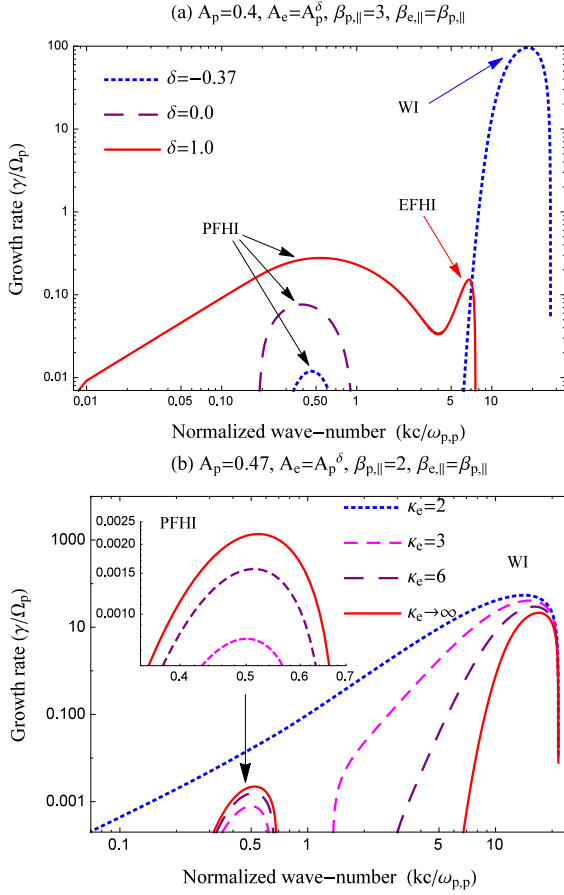 (a) A_p=0.4, A_e=A_p^δ, β_p,∥=3, β_e,∥=β_p,∥
δ=−0.37
δ=0.0
δ=1.0
WI
PFHI
EFHI
Growth rate (γ/Ω_p)
100
10
1
0.10
0.01
0.01
0.05
0.10
0.50
1
5
10
Normalized wave−number (kc/ω_p,p)
(b) A_p=0.47, A_e=A_p^δ, β_p,∥=2, β_e,∥=β_p,∥
κ_e=2
κ_e=3
κ_e=6
κ_e→∞
WI
PFHI
0.0025
0.0015
0.0010
0.4
0.5
0.6
0.7
Growth rate (γ/Ω_p)
1000
10
0.100
0.001
0.1
0.5
1
5
10
Normalized wave−number (kc/ω_p,p)